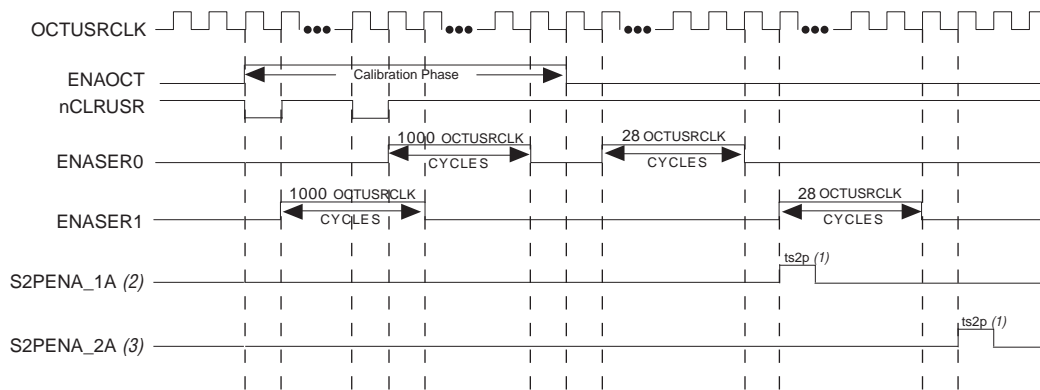 OCTUSRCLK
ENAOCT
Calibration Phase
nCLRUSR
1000 OCTUSRCLK
CYCLES
28 OCTUSRCLK
CYCLES
ENASER0
1000 OCTUSRCLK
CYCLES
28 OCTUSRCLK
CYCLES
ENASER1
ts2p (1)
S2PENA_1A (2)
ts2p (1)
S2PENA_2A (3)